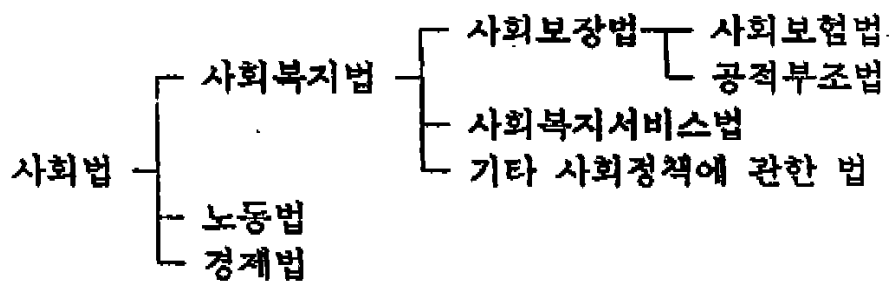 사회보장법 사회보험법
사회복지법 공적부조법
사회복지서비스법
사회법 기타 사회정책에 관한 법
노동법
경제법